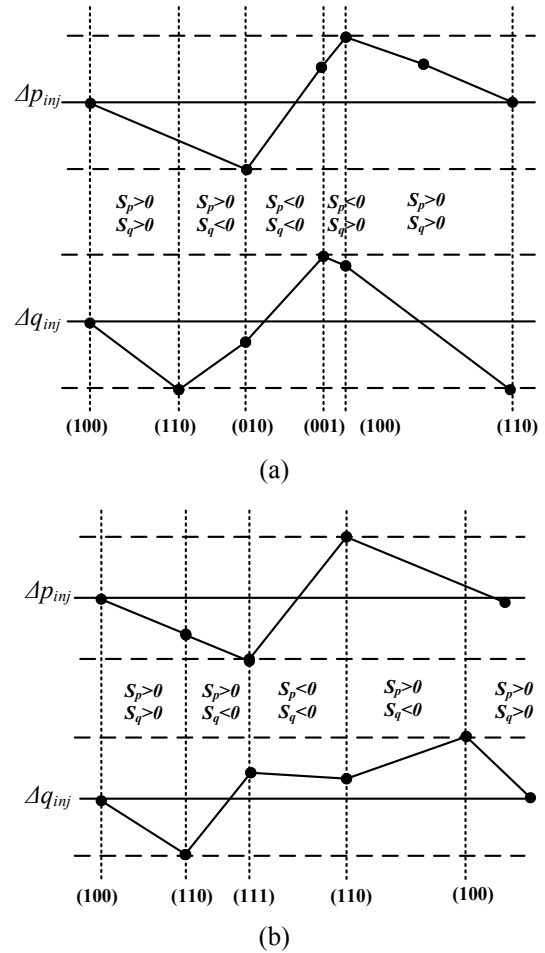 Δp_inj
S_p>0 S_p>0 S_p<0 S_p<0 S_p>0
S_q>0 S_q<0 S_q<0 S_q>0 S_q>0
Δq_inj
(100) (110) (010) (001) (100) (110)
(a)
Δp_inj
S_p>0 S_p>0 S_p<0 S_p>0 S_p>0
S_q>0 S_q<0 S_q<0 S_q<0 S_q>0
Δq_inj
(100) (110) (111) (110) (100)
(b)